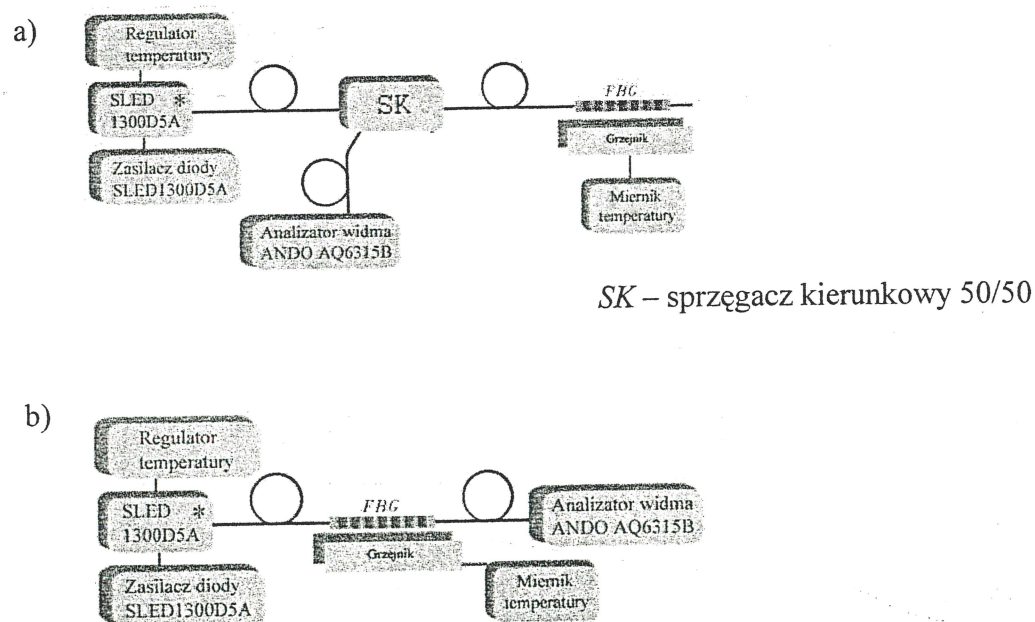 a)
Regulator
temperatury
SLED *
1300D5A
Zasilacz diody
SLED1300D5A
SK
FBG
Grzejnik
Miernik
temperatury
Analizator widma
ANDO AQ6315B
SK – sprzęgacz kierunkowy 50/50
b)
Regulator
temperatury
SLED *
1300D5A
Zasilacz diody
SLED1300D5A
FBG
Grzejnik
Analizator widma
ANDO AQ6315B
Miernik
temperatury